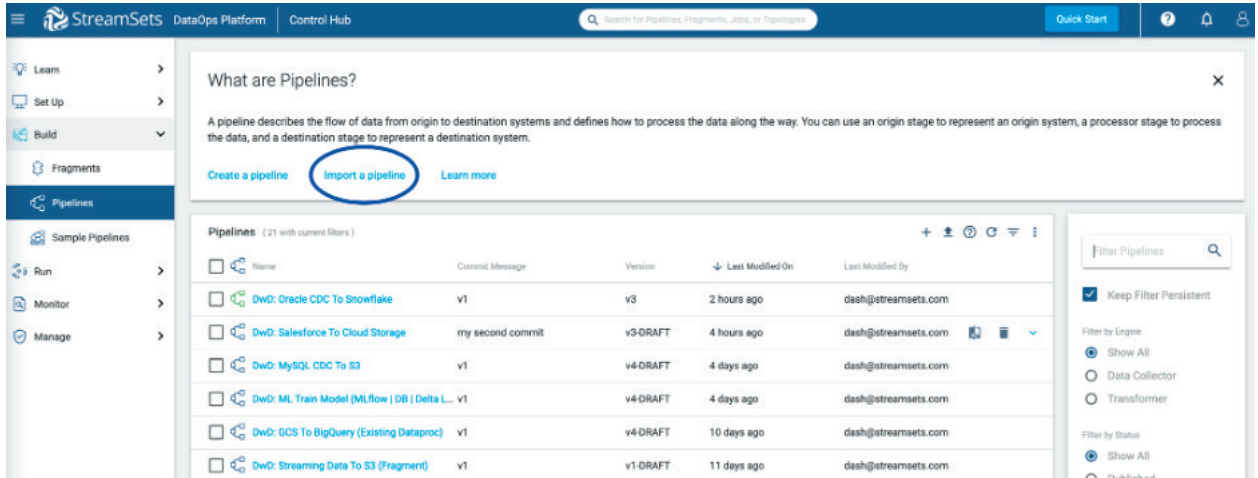 StreamSets DataOps Platform Control Hub Search for Pipelines, Fragments, Jobs, or Topologies Quick Start
Learn
Set Up
Build
Fragments
Pipelines
Sample Pipelines
Run
Monitor
Manage
What are Pipelines?
A pipeline describes the flow of data from origin to destination systems and defines how to process the data along the way. You can use an origin stage to represent an origin system, a processor stage to process
the data, and a destination stage to represent a destination system.
Create a pipeline Import a pipeline Learn more
Pipelines ( 21 with current filters )
Name Commit Message Version Last Modified On Last Modified By
DwD: Oracle CDC To Snowflake v1 v3 2 hours ago dash@streamsets.com
DwD: Salesforce To Cloud Storage my second commit v3-DRAFT 4 hours ago dash@streamsets.com
DwD: MySQL CDC To S3 v1 v4-DRAFT 4 days ago dash@streamsets.com
DwD: ML Train Model (MLflow | DB | Delta L... v1 v4-DRAFT 4 days ago dash@streamsets.com
DwD: GCS To BigQuery (Existing Dataproc) v1 v4-DRAFT 10 days ago dash@streamsets.com
DwD: Streaming Data To S3 (Fragment) v1 v1-DRAFT 11 days ago dash@streamsets.com
Filter Pipelines
Keep Filter Persistent
Filter by Engine
Show All
Data Collector
Transformer
Filter by Status
Show All
Published